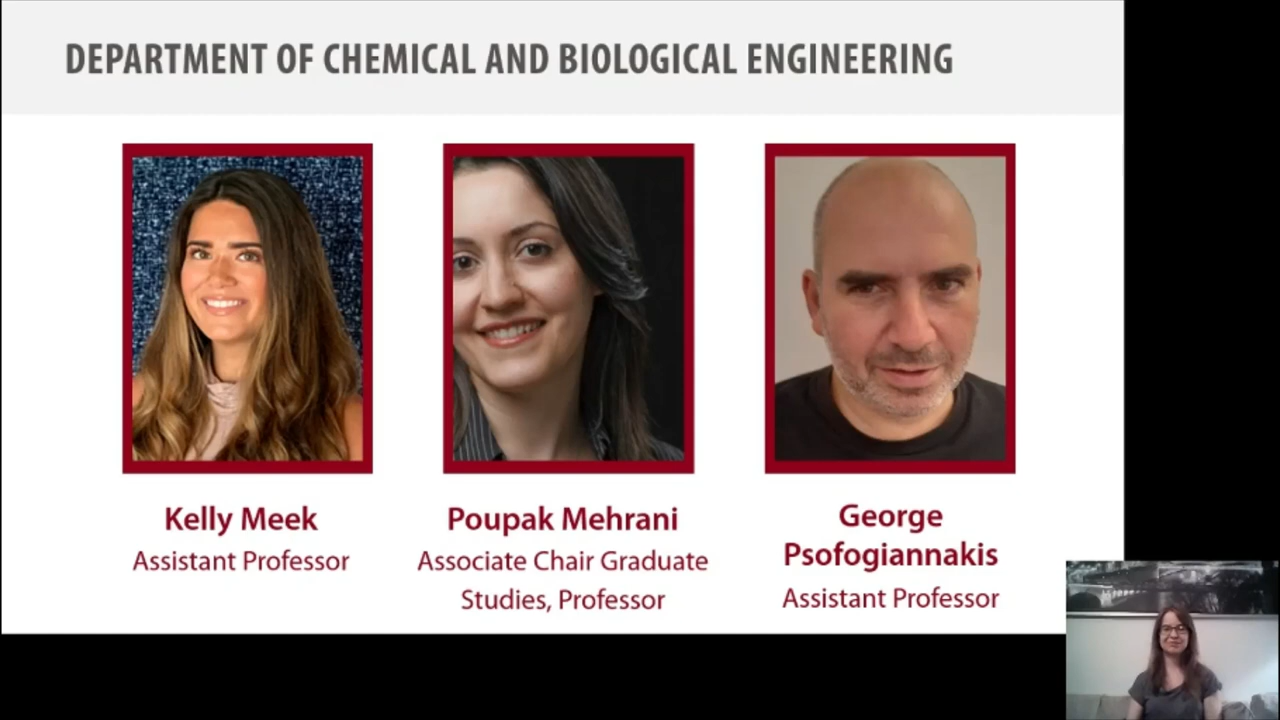 DEPARTMENT OF CHEMICAL AND BIOLOGICAL ENGINEERING
Kelly Meek
Assistant Professor
Poupak Mehrani
Associate Chair Graduate
Studies, Professor
George
Psofogiannakis
Assistant Professor